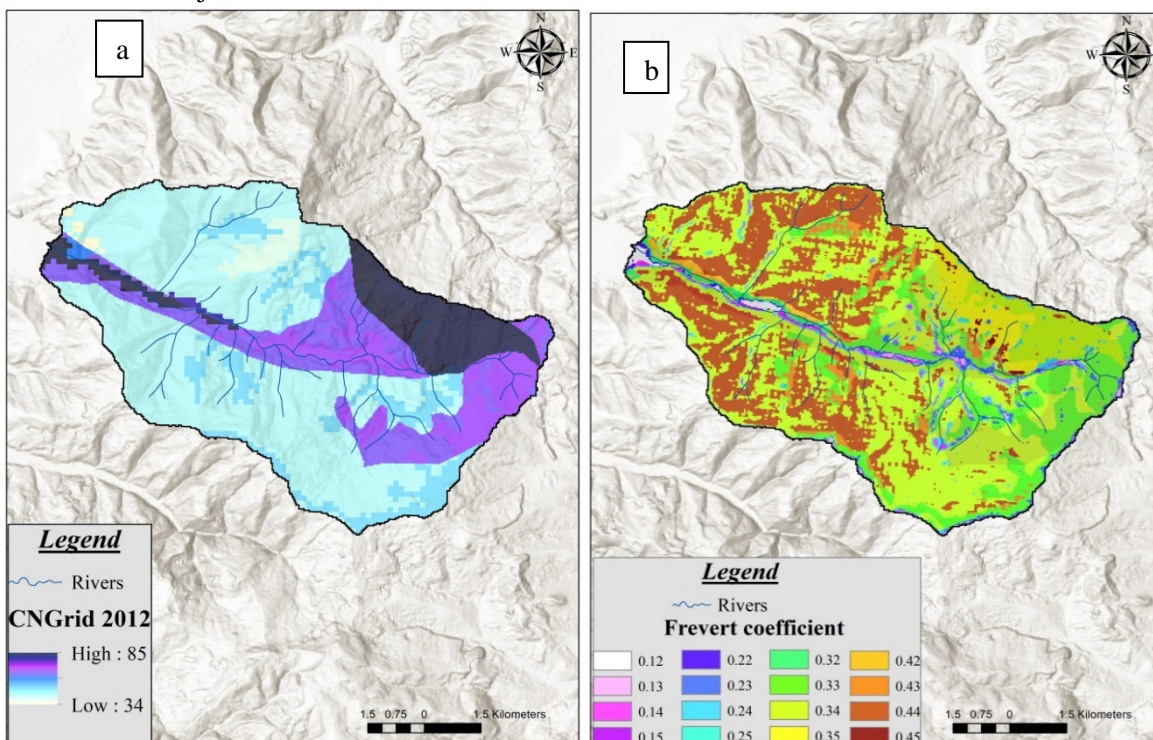 a
N
W E
S
Legend
Rivers
CNGrid 2012
High : 85
Low : 34
1.5 0.75 0 1.5 Kilometers
b
N
W
S
Legend
Rivers
Frevert coefficient
0.12 0.22 0.32 0.42
0.13 0.23 0.33 0.43
0.14 0.24 0.34 0.44
0.15 0.25 0.35 0.45
1.5 0.75 0 1.5 Kilometers